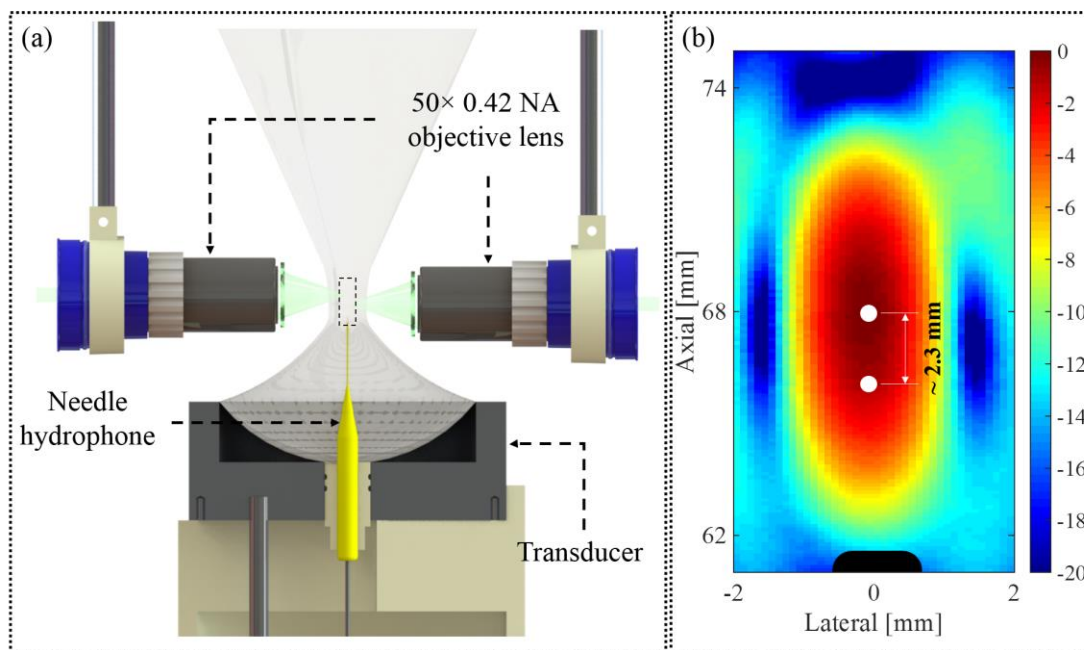 (a)
50× 0.42 NA
objective lens
Needle
hydrophone
Transducer
(b)
74
68
62
Axial [mm]
~ 2.3 mm
-2
0
2
Lateral [mm]
0
-2
-4
-6
-8
-10
-12
-14
-16
-18
-20